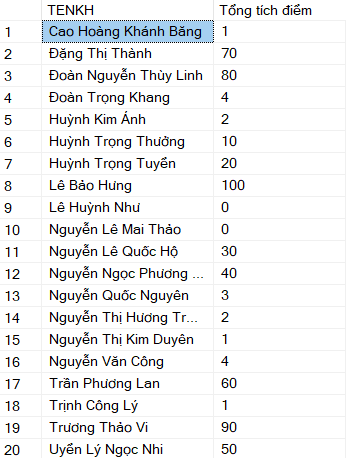 TENKH Tổng tích điểm
1 Cao Hoàng Khánh Băng 1
2 Đặng Thị Thành 70
3 Đoàn Nguyễn Thùy Linh 80
4 Đoàn Trọng Khang 4
5 Huỳnh Kim Ánh 2
6 Huỳnh Trọng Thưởng 10
7 Huỳnh Trọng Tuyển 20
8 Lê Bảo Hưng 100
9 Lê Huỳnh Như 0
10 Nguyễn Lê Mai Thảo 0
11 Nguyễn Lê Quốc Hộ 30
12 Nguyễn Ngọc Phương ... 40
13 Nguyễn Quốc Nguyên 3
14 Nguyễn Thị Hương Tr... 2
15 Nguyễn Thị Kim Duyên 1
16 Nguyễn Văn Công 4
17 Trần Phương Lan 60
18 Trịnh Công Lý 1
19 Trương Thảo Vi 90
20 Uyển Lý Ngọc Nhi 50